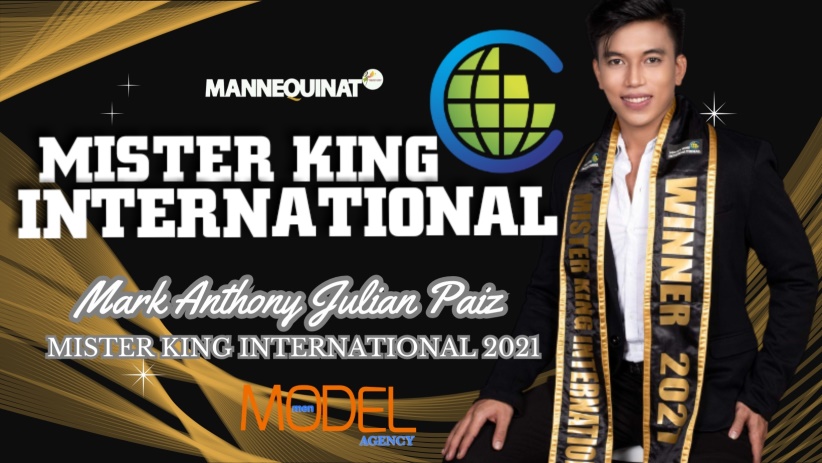 MANNEQUINAT
MISTER KING
INTERNATIONAL
Mark Anthony Julian Paiz
MISTER KING INTERNATIONAL 2021
men
MODEL
AGENCY
MISTER KING INTERNATIO
WINNER 2021